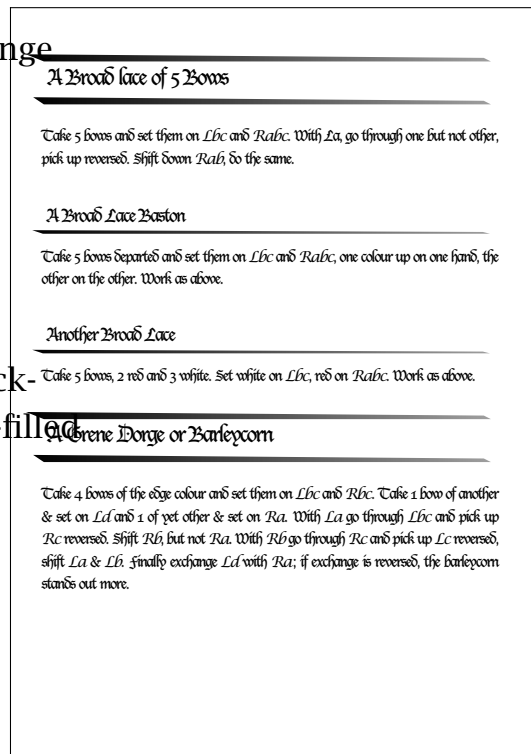 nge
A Broad lace of 5 Bows
Take 5 bows and set them on Lbc and Rabc. With La, go through one but not other,
pick up reversed. Shift down Rab, do the same.
A Broad Lace Baston
Take 5 bows departed and set them on Lbc and Rabc, one colour up on one hand, the
other on the other. Work as above.
Another Broad Lace
ck-
Take 5 bows, 2 red and 3 white. Set white on Lbc, red on Rabc. Work as above.
-filled
A Grene Dorge or Barleycorn
Take 4 bows of the edge colour and set them on Lbc and Rbc. Take 1 bow of another
& set on Ld and 1 of yet other & set on Ra. With La go through Lbc and pick up
Rc reversed. Shift Rb, but not Ra. With Rb go through Rc and pick up Lc reversed,
shift La & Lb. Finally exchange Ld with Ra; if exchange is reversed, the barleycorn
stands out more.